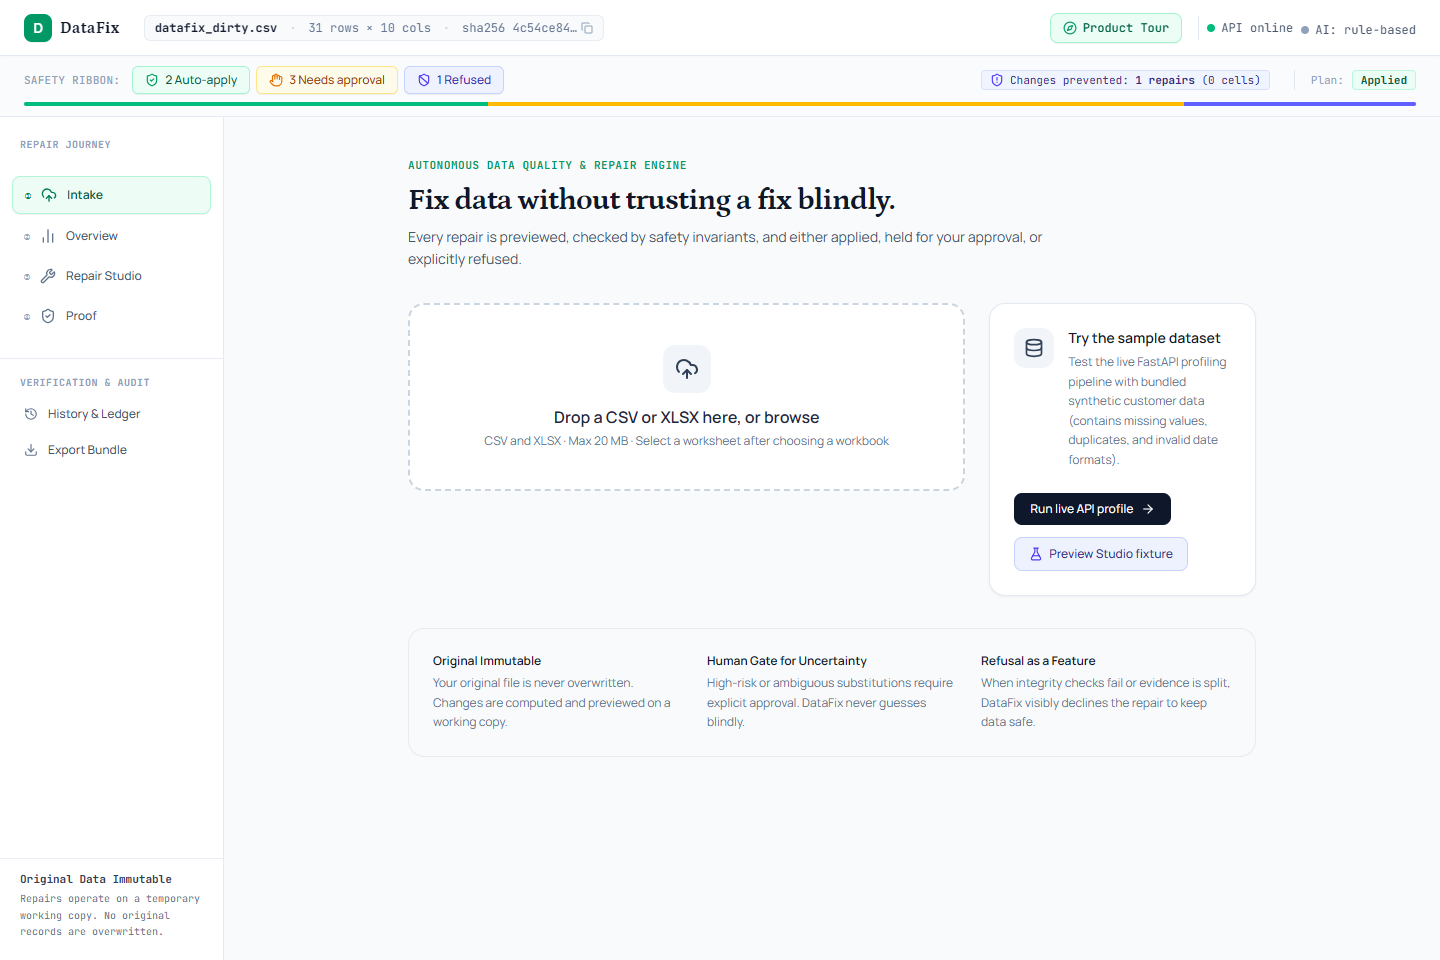 D DataFix
datafix_dirty.csv · 31 rows × 10 cols · sha256 4c54ce84…
Product Tour
API online
AI: rule-based
SAFETY RIBBON:
2 Auto-apply
3 Needs approval
1 Refused
Changes prevented: 1 repairs (0 cells)
Plan: Applied
REPAIR JOURNEY
Intake
Overview
Repair Studio
Proof
VERIFICATION & AUDIT
History & Ledger
Export Bundle
Original Data Immutable
Repairs operate on a temporary
working copy. No original
records are overwritten.
AUTONOMOUS DATA QUALITY & REPAIR ENGINE
Fix data without trusting a fix blindly.
Every repair is previewed, checked by safety invariants, and either applied, held for your approval, or
explicitly refused.
Drop a CSV or XLSX here, or browse
CSV and XLSX · Max 20 MB · Select a worksheet after choosing a workbook
Try the sample dataset
Test the live FastAPI profiling
pipeline with bundled
synthetic customer data
(contains missing values,
duplicates, and invalid date
formats).
Run live API profile
Preview Studio fixture
Original Immutable
Your original file is never overwritten.
Changes are computed and previewed on a
working copy.
Human Gate for Uncertainty
High-risk or ambiguous substitutions require
explicit approval. DataFix never guesses
blindly.
Refusal as a Feature
When integrity checks fail or evidence is split,
DataFix visibly declines the repair to keep
data safe.